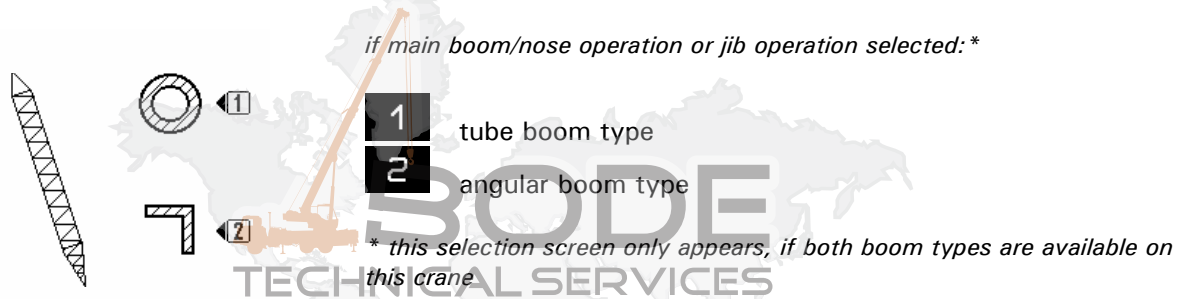 if main boom/nose operation or jib operation selected:*
1
1
tube boom type
2
angular boom type
2
BODE
* this selection screen only appears, if both boom types are available on
this crane
TECHNICAL SERVICES